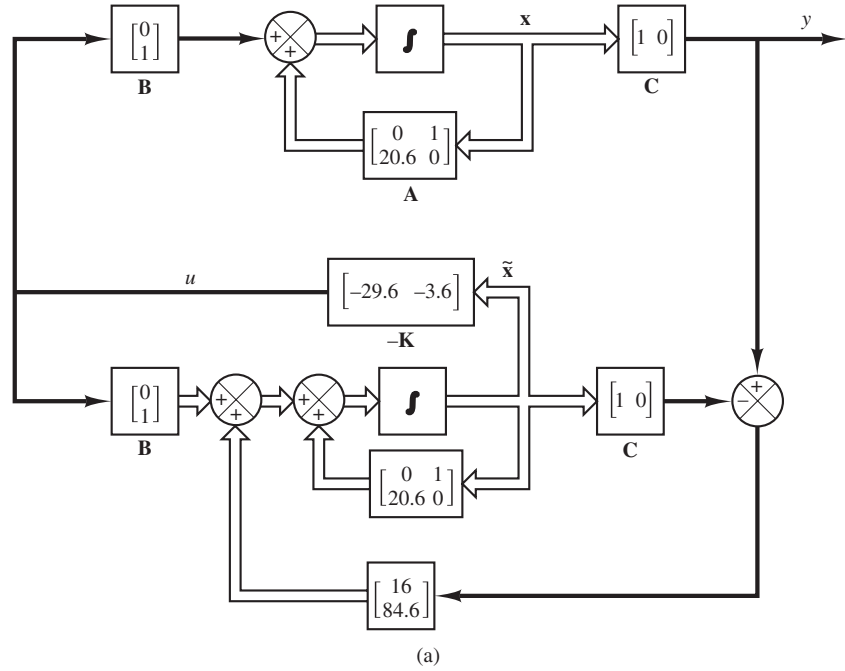 x
y
[0 1]
B
+
+
∫
[1 0]
C
[0 1
20.6 0]
A
u
[–29.6 –3.6]
x̃
–K
[0 1]
B
+
+
+
+
∫
[1 0]
C
+
–
[0 1
20.6 0]
[16
84.6]
(a)